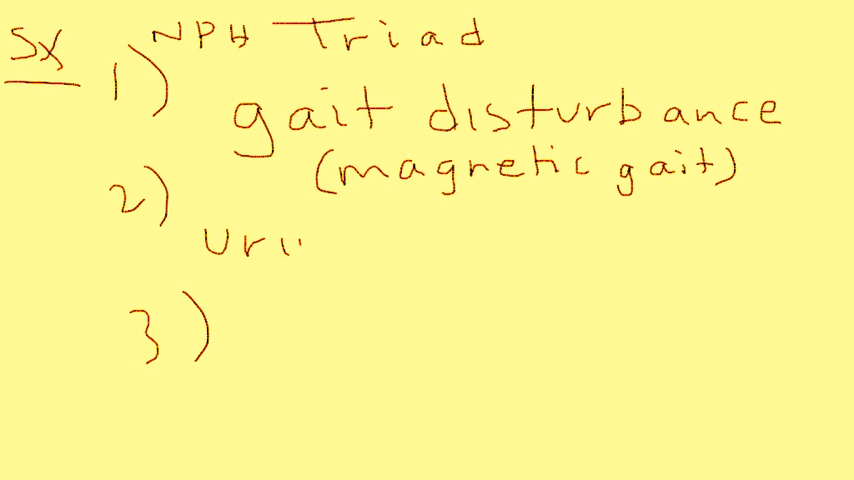 Sx NPH Triad
1) gait disturbance
(magnetic gait)
2)
uri
3)